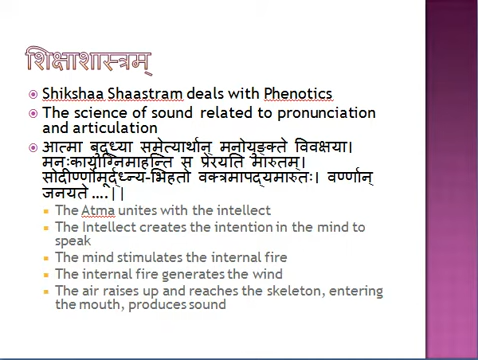 शिक्षाशास्त्रम्
Shikshaa Shaastram deals with Phenotics
The science of sound related to pronunciation
and articulation
आत्मा बुद्ध्या समेत्यार्थान् मनोयुङ्क्ते विवक्षया।
मनःकायाग्निमाहन्ति स प्रेरयति मारुतम्।
सोदीर्ण्णोमूर्द्ध्न्य-भिहतो वक्त्रमापद्यमारुतः। वर्ण्णान्
जनयते ....||
The Atma unites with the intellect
The Intellect creates the intention in the mind to
speak
The mind stimulates the internal fire
The internal fire generates the wind
The air raises up and reaches the skeleton, entering
the mouth, produces sound